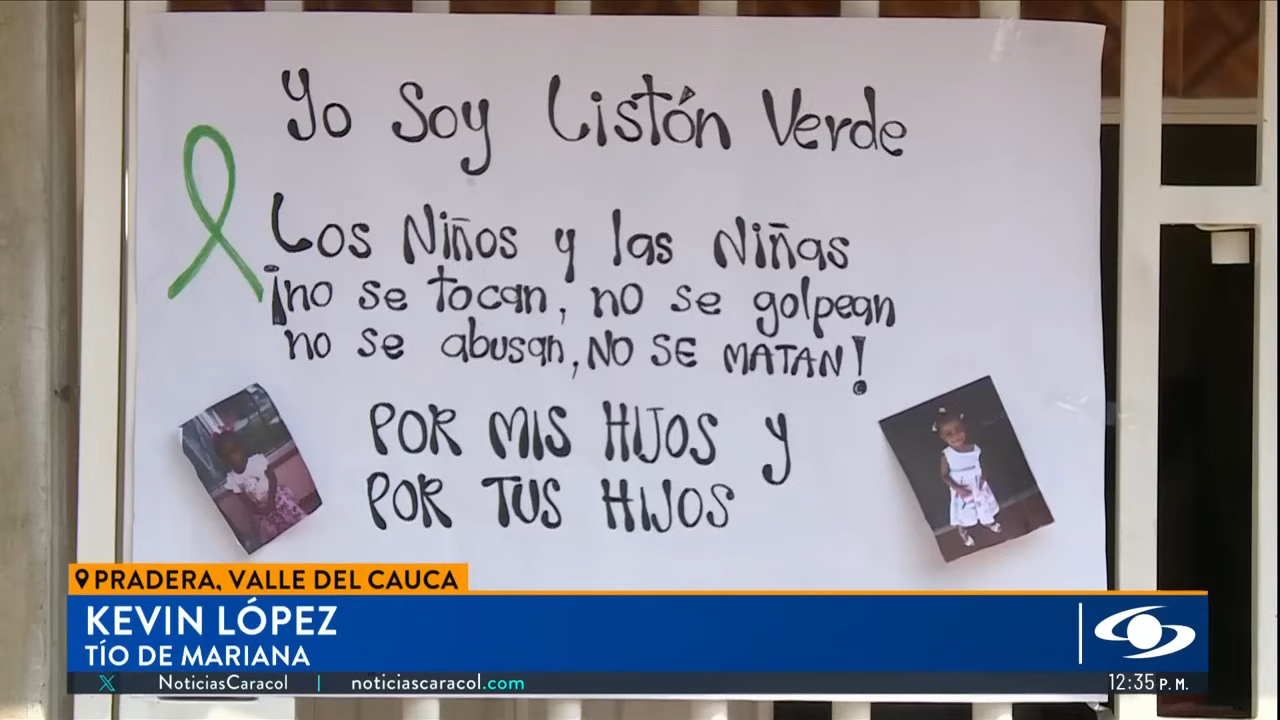 Yo Soy Listón Verde
Los Niños y las Niñas
¡no se tocan, no se golpean
no se abusan, NO SE MATAN!
POR MIS HIJOS y
POR TUS HIJOS
PRADERA, VALLE DEL CAUCA
KEVIN LÓPEZ
TÍO DE MARIANA
X NoticiasCaracol | noticiascaracol.com 12:35 P. M.